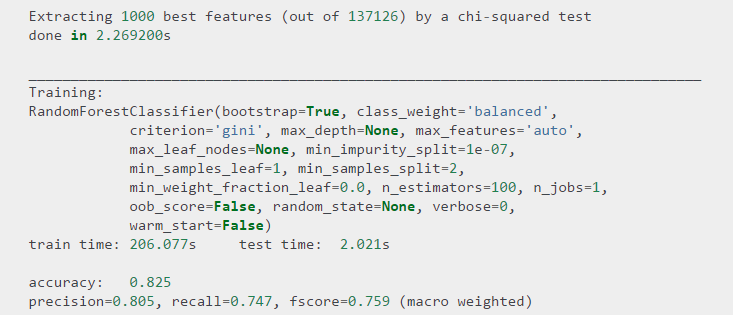 Extracting 1000 best features (out of 137126) by a chi-squared test
done in 2.269200s
________________________________________________________________________________
Training:
RandomForestClassifier(bootstrap=True, class_weight='balanced',
criterion='gini', max_depth=None, max_features='auto',
max_leaf_nodes=None, min_impurity_split=1e-07,
min_samples_leaf=1, min_samples_split=2,
min_weight_fraction_leaf=0.0, n_estimators=100, n_jobs=1,
oob_score=False, random_state=None, verbose=0,
warm_start=False)
train time: 206.077s     test time:  2.021s
accuracy:   0.825
precision=0.805, recall=0.747, fscore=0.759 (macro weighted)